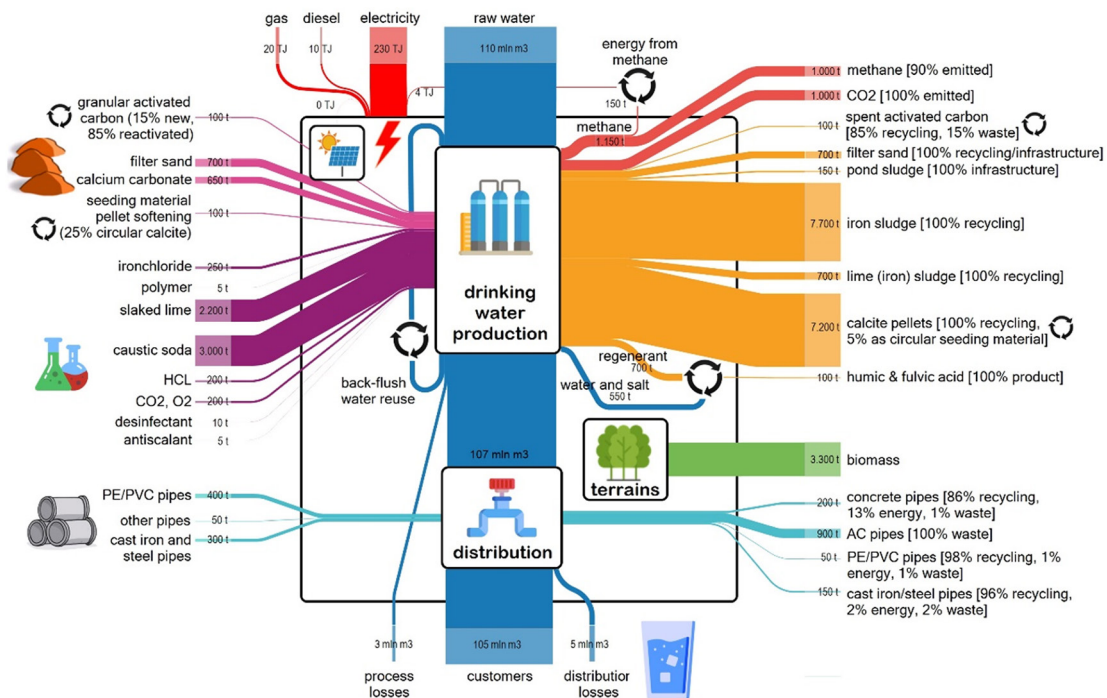 gas
diesel
electricity
raw water
20 TJ
10 TJ
230 TJ
110 mln m3
0 TJ
4 TJ
energy from
methane
150 t
granular activated
carbon (15% new,
85% reactivated)
100 t
filter sand
700 t
calcium carbonate
650 t
seeding material
pellet softening
(25% circular calcite)
100 t
ironchloride
250 t
polymer
5 t
slaked lime
2.200 t
caustic soda
3.000 t
HCL
200 t
CO2, O2
200 t
desinfectant
10 t
antiscalant
5 t
PE/PVC pipes
400 t
other pipes
50 t
cast iron and
steel pipes
300 t
drinking
water
production
back-flush
water reuse
107 mln m3
distribution
terrains
methane
1.150 t
regenerant
700 t
water and salt
550 t
1.000 t
methane [90% emitted]
1.000 t
CO2 [100% emitted]
100 t
spent activated carbon
[85% recycling, 15% waste]
700 t
filter sand [100% recycling/infrastructure]
150 t
pond sludge [100% infrastructure]
7.700 t
iron sludge [100% recycling]
700 t
lime (iron) sludge [100% recycling]
7.200 t
calcite pellets [100% recycling,
5% as circular seeding material]
100 t
humic & fulvic acid [100% product]
3.300 t
biomass
200 t
concrete pipes [86% recycling,
13% energy, 1% waste]
900 t
AC pipes [100% waste]
50 t
PE/PVC pipes [98% recycling, 1%
energy, 1% waste]
150 t
cast iron/steel pipes [96% recycling,
2% energy, 2% waste]
3 mln m3
105 mln m3
5 mln m3
process
losses
customers
distributior
losses